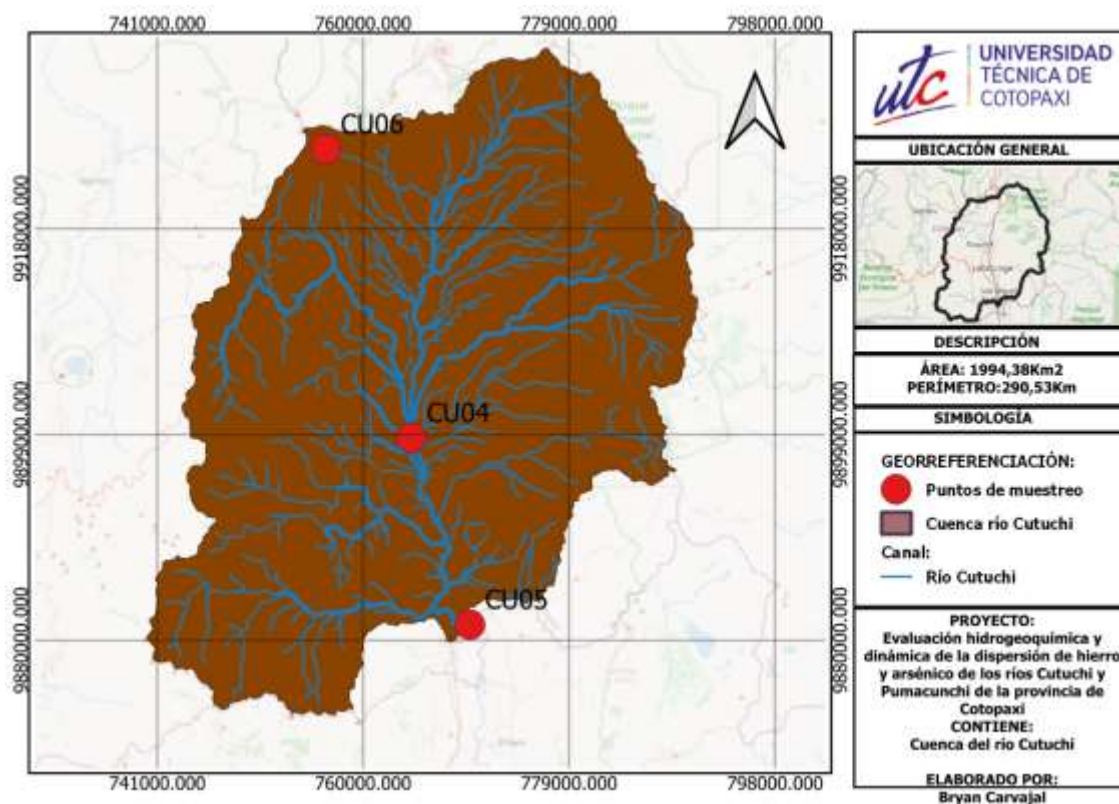 741000.000 760000.000 779000.000 798000.000
9918000.000
9899000.000
9880000.000
CU06
CU04
CU05
9918000.000
9899000.000
9880000.000
741000.000 760000.000 779000.000 798000.000
utc
UNIVERSIDAD
TÉCNICA DE
COTOPAXI
UBICACIÓN GENERAL
DESCRIPCIÓN
ÁREA: 1994,38Km2
PERÍMETRO:290,53Km
SIMBOLOGÍA
GEORREFERENCIACIÓN:
Puntos de muestreo
Cuenca río Cutuchi
Canal:
Río Cutuchi
PROYECTO:
Evaluación hidrogeoquímica y
dinámica de la dispersión de hierro
y arsénico de los ríos Cutuchi y
Pumacunchi de la provincia de
Cotopaxi
CONTIENE:
Cuenca del río Cutuchi
ELABORADO POR:
Bryan Carvajal